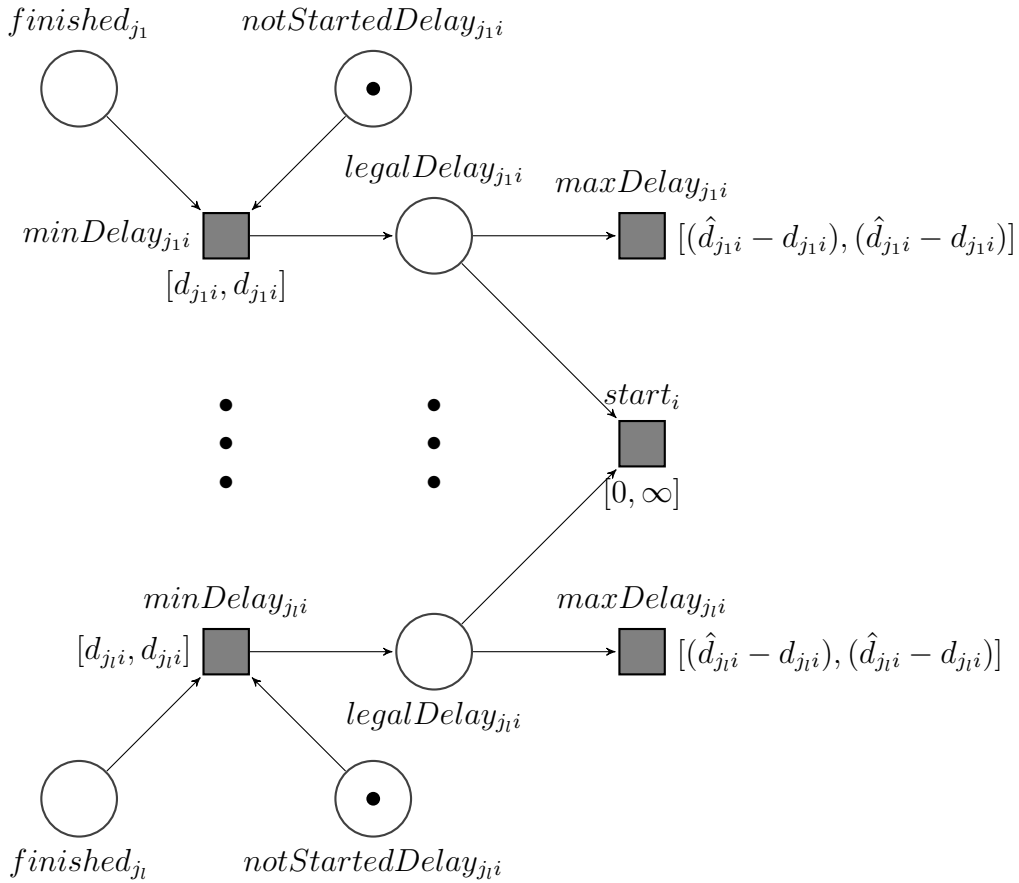 finished_{j_1}
notStartedDelay_{j_1 i}
legalDelay_{j_1 i}
maxDelay_{j_1 i}
minDelay_{j_1 i}
[(\hat{d}_{j_1 i} − d_{j_1 i}), (\hat{d}_{j_1 i} − d_{j_1 i})]
[d_{j_1 i}, d_{j_1 i}]
start_i
[0, ∞]
minDelay_{j_l i}
maxDelay_{j_l i}
[d_{j_l i}, d_{j_l i}]
[(\hat{d}_{j_l i} − d_{j_l i}), (\hat{d}_{j_l i} − d_{j_l i})]
legalDelay_{j_l i}
finished_{j_l}
notStartedDelay_{j_l i}